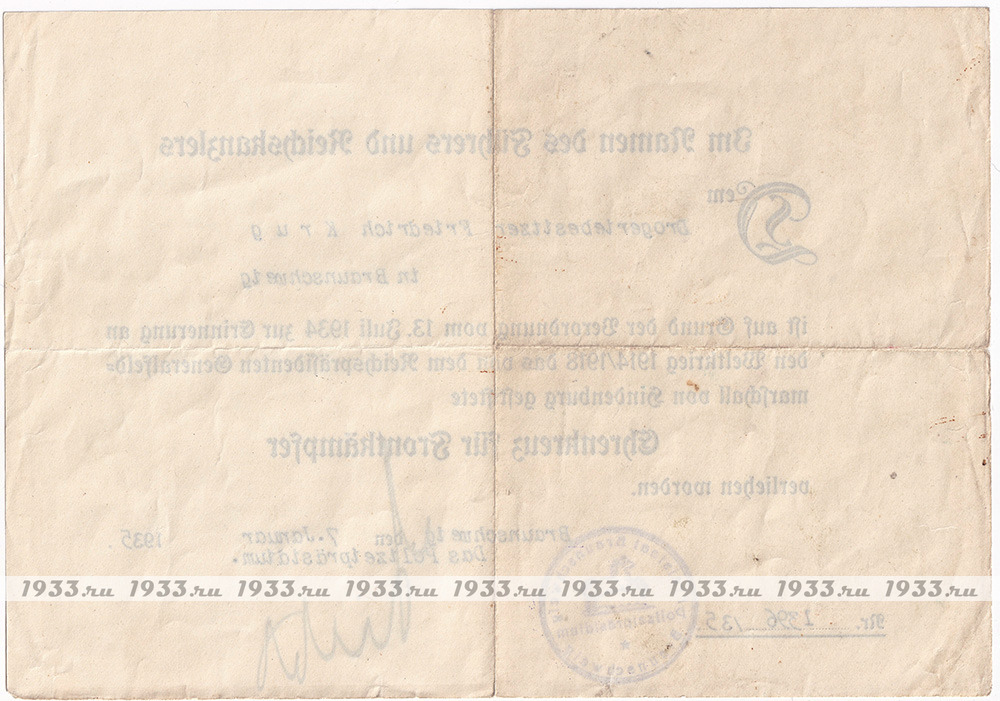 Im Namen des Führers und Reichskanzlers
Dem
Drogeriebesitzer Friedrich Krug
in Braunschweig
ist auf Grund der Verordnung vom 13. Juli 1934 zur Erinnerung an
den Weltkrieg 1914/1918 das von dem Reichspräsidenten Generalfeld=
marschall von Hindenburg gestiftete
Ehrenkreuz für Frontkämpfer
verliehen worden.
Braunschweig, den 7. Januar 1935.
Das Polizeipräsidium.
1933.ru 1933.ru 1933.ru 1933.ru 1933.ru 1933.ru 1933.ru 1933.ru 1933.ru
Polizeipräsidium
Nr. 1396 /35